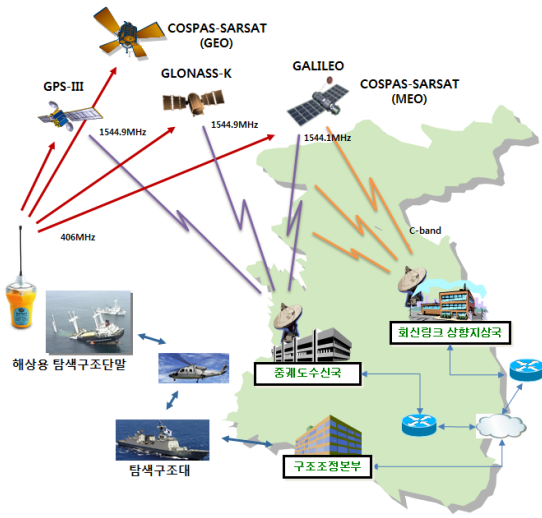 COSPAS-SARSAT
(GEO)
GPS-III
GLONASS-K
GALILEO
COSPAS-SARSAT
(MEO)
1544.9MHz
1544.9MHz
1544.1MHz
406MHz
C-band
해상용 탐색구조단말
회신링크 상향지상국
중궤도수신국
구조조정본부
탐색구조대